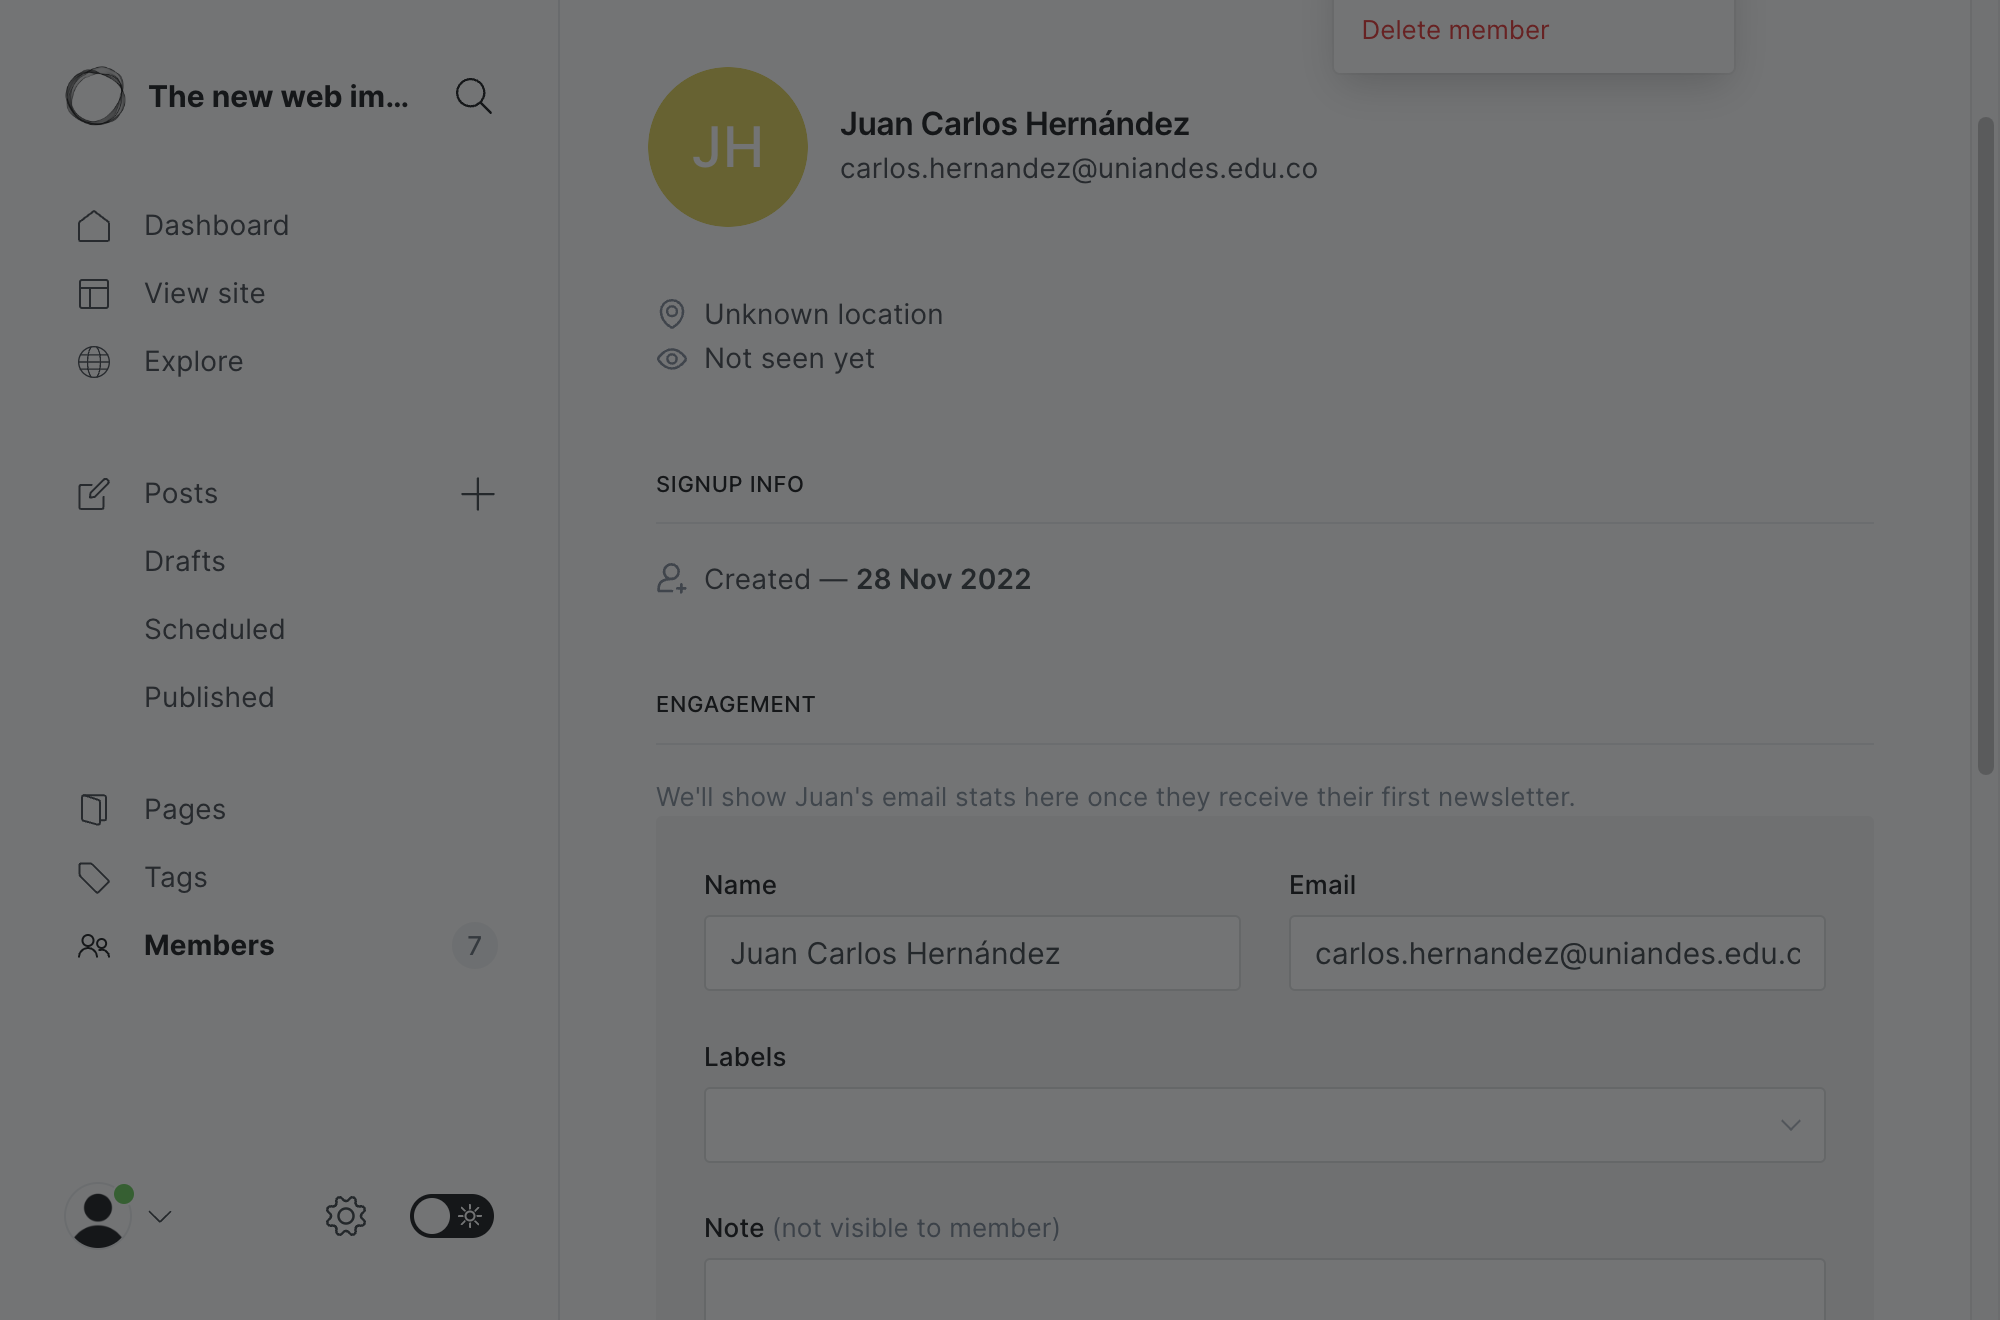 The new web im...
Dashboard
View site
Explore
Posts
Drafts
Scheduled
Published
Pages
Tags
Members 7
Delete member
JH
Juan Carlos Hernández
carlos.hernandez@uniandes.edu.co
Unknown location
Not seen yet
SIGNUP INFO
Created — 28 Nov 2022
ENGAGEMENT
We'll show Juan's email stats here once they receive their first newsletter.
Name
Juan Carlos Hernández
Email
carlos.hernandez@uniandes.edu.c
Labels
Note (not visible to member)